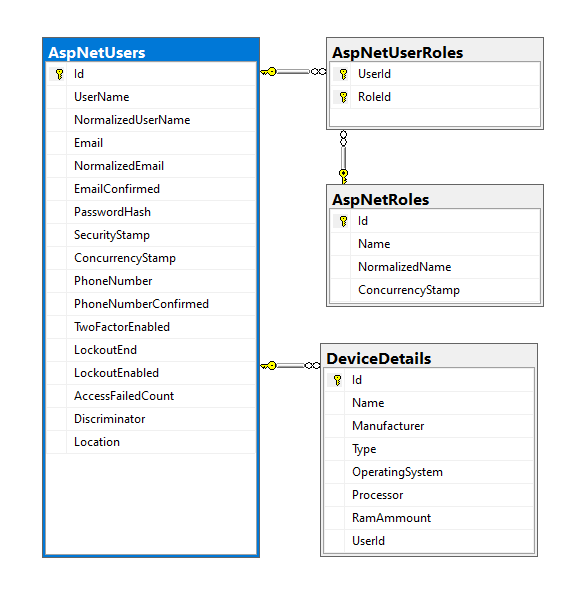 AspNetUsers
Id
UserName
NormalizedUserName
Email
NormalizedEmail
EmailConfirmed
PasswordHash
SecurityStamp
ConcurrencyStamp
PhoneNumber
PhoneNumberConfirmed
TwoFactorEnabled
LockoutEnd
LockoutEnabled
AccessFailedCount
Discriminator
Location
AspNetUserRoles
UserId
RoleId
AspNetRoles
Id
Name
NormalizedName
ConcurrencyStamp
DeviceDetails
Id
Name
Manufacturer
Type
OperatingSystem
Processor
RamAmmount
UserId